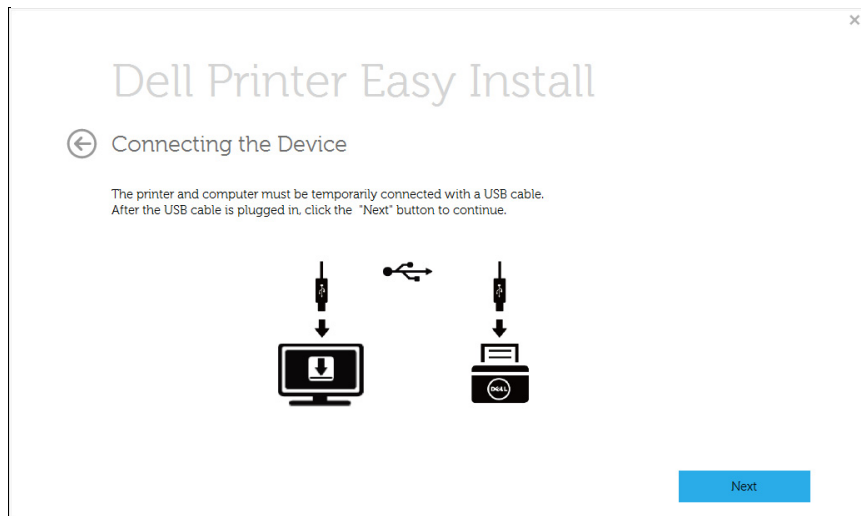 Dell Printer Easy Install
Connecting the Device
The printer and computer must be temporarily connected with a USB cable.
After the USB cable is plugged in, click the "Next" button to continue.
DELL
Next